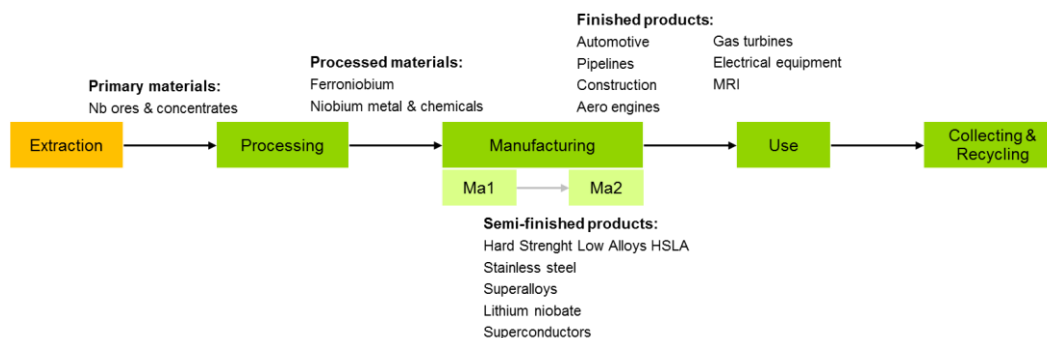 Finished products:
Automotive
Gas turbines
Pipelines
Electrical equipment
Construction
MRI
Aero engines
Processed materials:
Ferroniobium
Niobium metal & chemicals
Primary materials:
Nb ores & concentrates
Extraction
Processing
Manufacturing
Use
Collecting &
Recycling
Ma1
Ma2
Semi-finished products:
Hard Strenght Low Alloys HSLA
Stainless steel
Superalloys
Lithium niobate
Superconductors